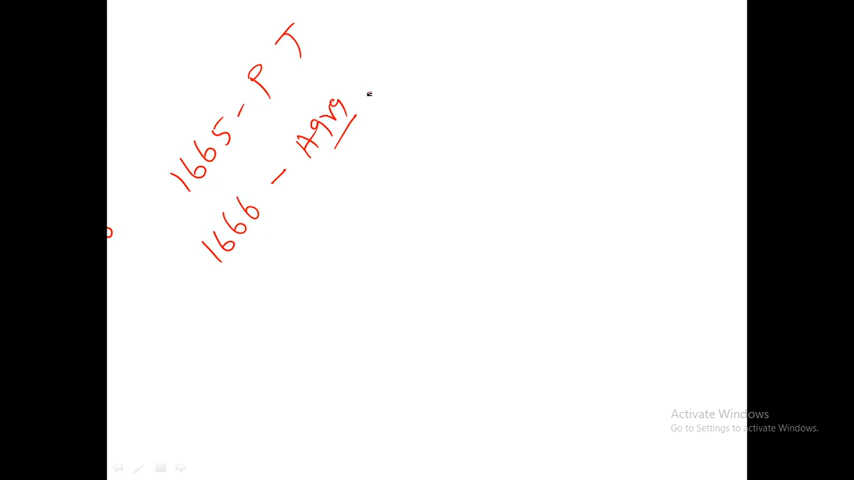 1665 - P T
1666 - Agra
Activate Windows
Go to Settings to activate Windows.